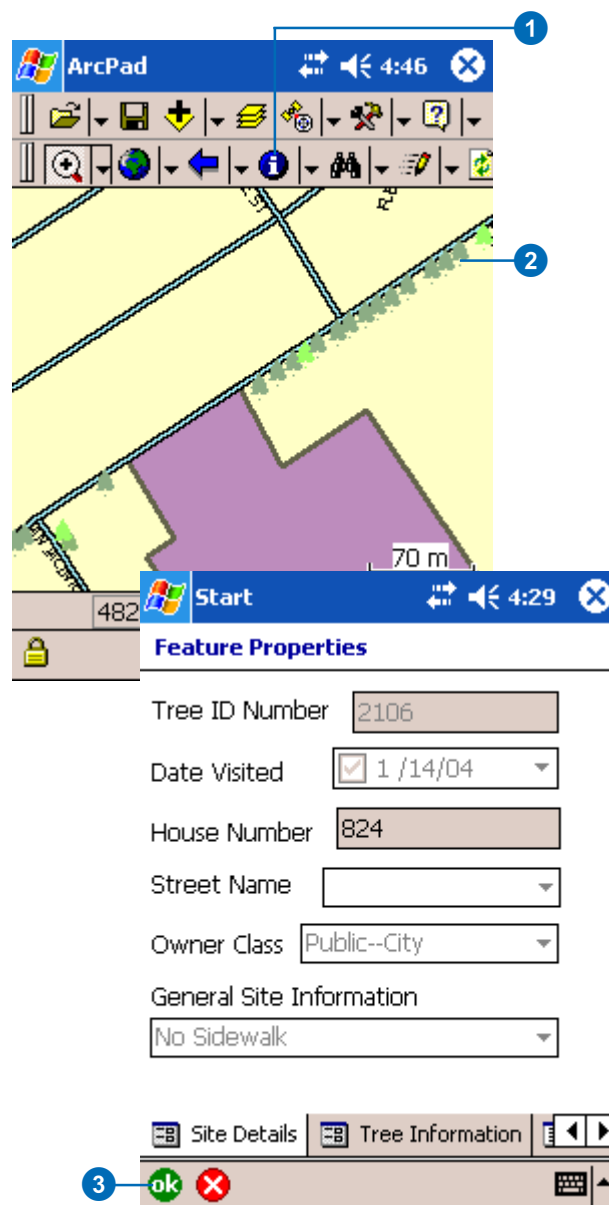 1
ArcPad 4:46
2
70 m
482
Start 4:29
Feature Properties
Tree ID Number 2106
Date Visited 1 /14/04
House Number 824
Street Name
Owner Class Public--City
General Site Information
No Sidewalk
Site Details Tree Information
3 ok